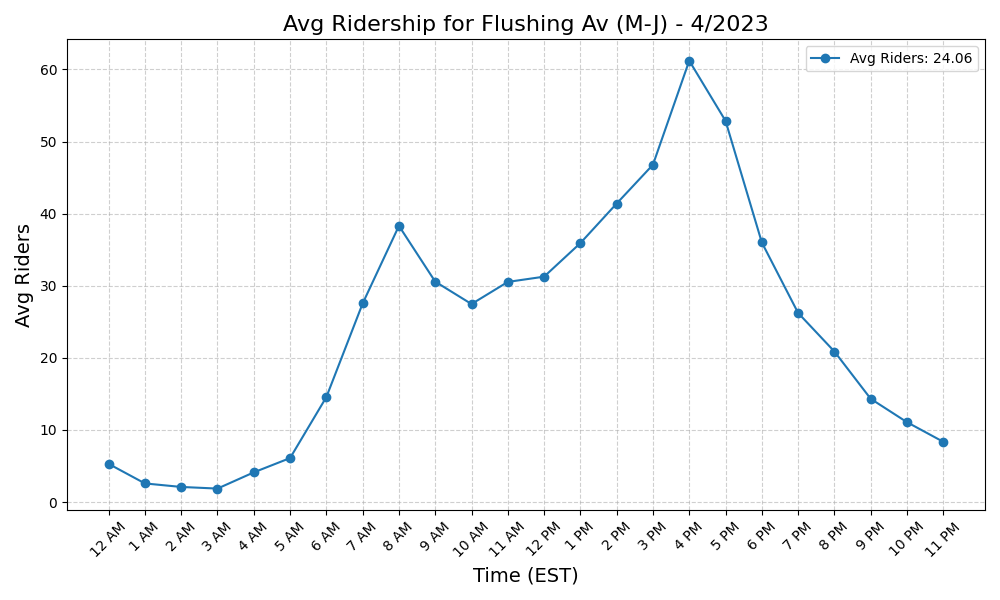 Avg Ridership for Flushing Av (M-J) - 4/2023
Avg Riders: 24.06
Avg Riders
60
50
40
30
20
10
0
12 AM
1 AM
2 AM
3 AM
4 AM
5 AM
6 AM
7 AM
8 AM
9 AM
10 AM
11 AM
12 PM
1 PM
2 PM
3 PM
4 PM
5 PM
6 PM
7 PM
8 PM
9 PM
10 PM
11 PM
Time (EST)